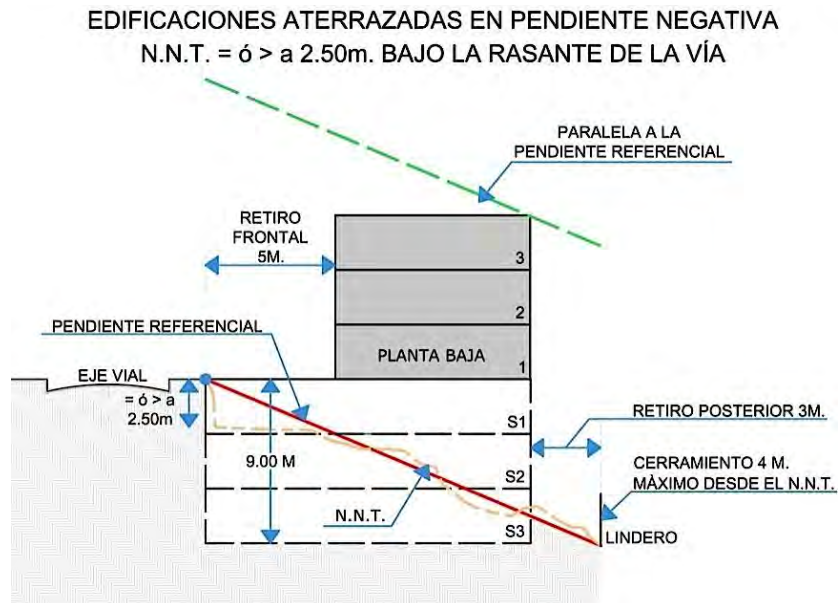 EDIFICACIONES ATERRAZADAS EN PENDIENTE NEGATIVA
N.N.T. = ó > a 2.50m. BAJO LA RASANTE DE LA VÍA
PARALELA A LA
PENDIENTE REFERENCIAL
RETIRO
FRONTAL
5M.
3
2
PENDIENTE REFERENCIAL
PLANTA BAJA
1
EJE VIAL
= ó > a
2.50m
S1
RETIRO POSTERIOR 3M.
9.00 M
S2
CERRAMIENTO 4 M.
MÀXIMO DESDE EL N.N.T.
N.N.T.
S3
LINDERO